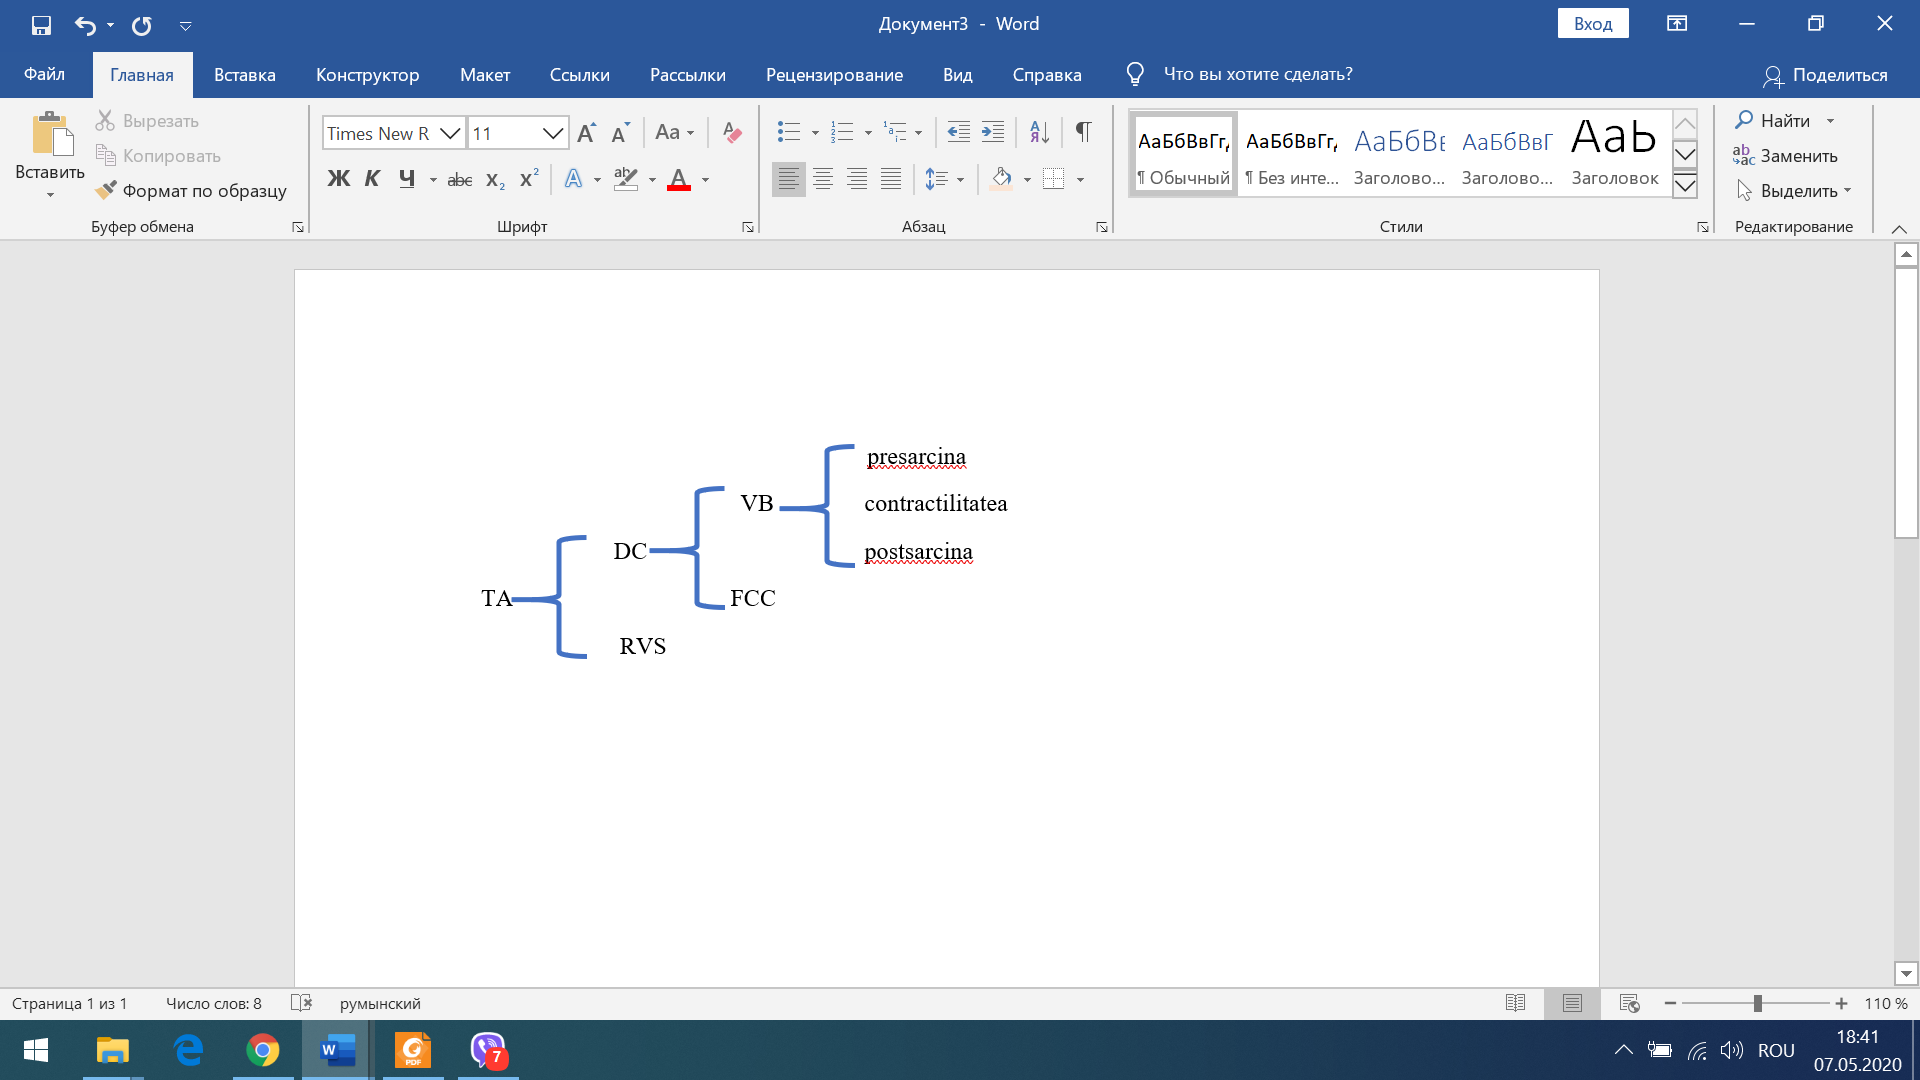 Документ3 - Word
Вход
Файл Главная Вставка Конструктор Макет Ссылки Рассылки Рецензирование Вид Справка Что вы хотите сделать? Поделиться
Вставить
Вырезать
Копировать
Формат по образцу
Буфер обмена
Times New R 11
Aa
Ж К Ч abc X₂ X²
Шрифт
Абзац
АаБбВвГг, АаБбВвГг, АаБбВв АаБбВвГ Aab
¶ Обычный ¶ Без инте... Заголово... Заголово... Заголовок
Стили
Найти
Заменить
Выделить
Редактирование
presarcina
VB contractilitatea
DC postsarcina
TA FCC
RVS
Страница 1 из 1 Число слов: 8 румынский 110 %
7
ROU
18:41
07.05.2020